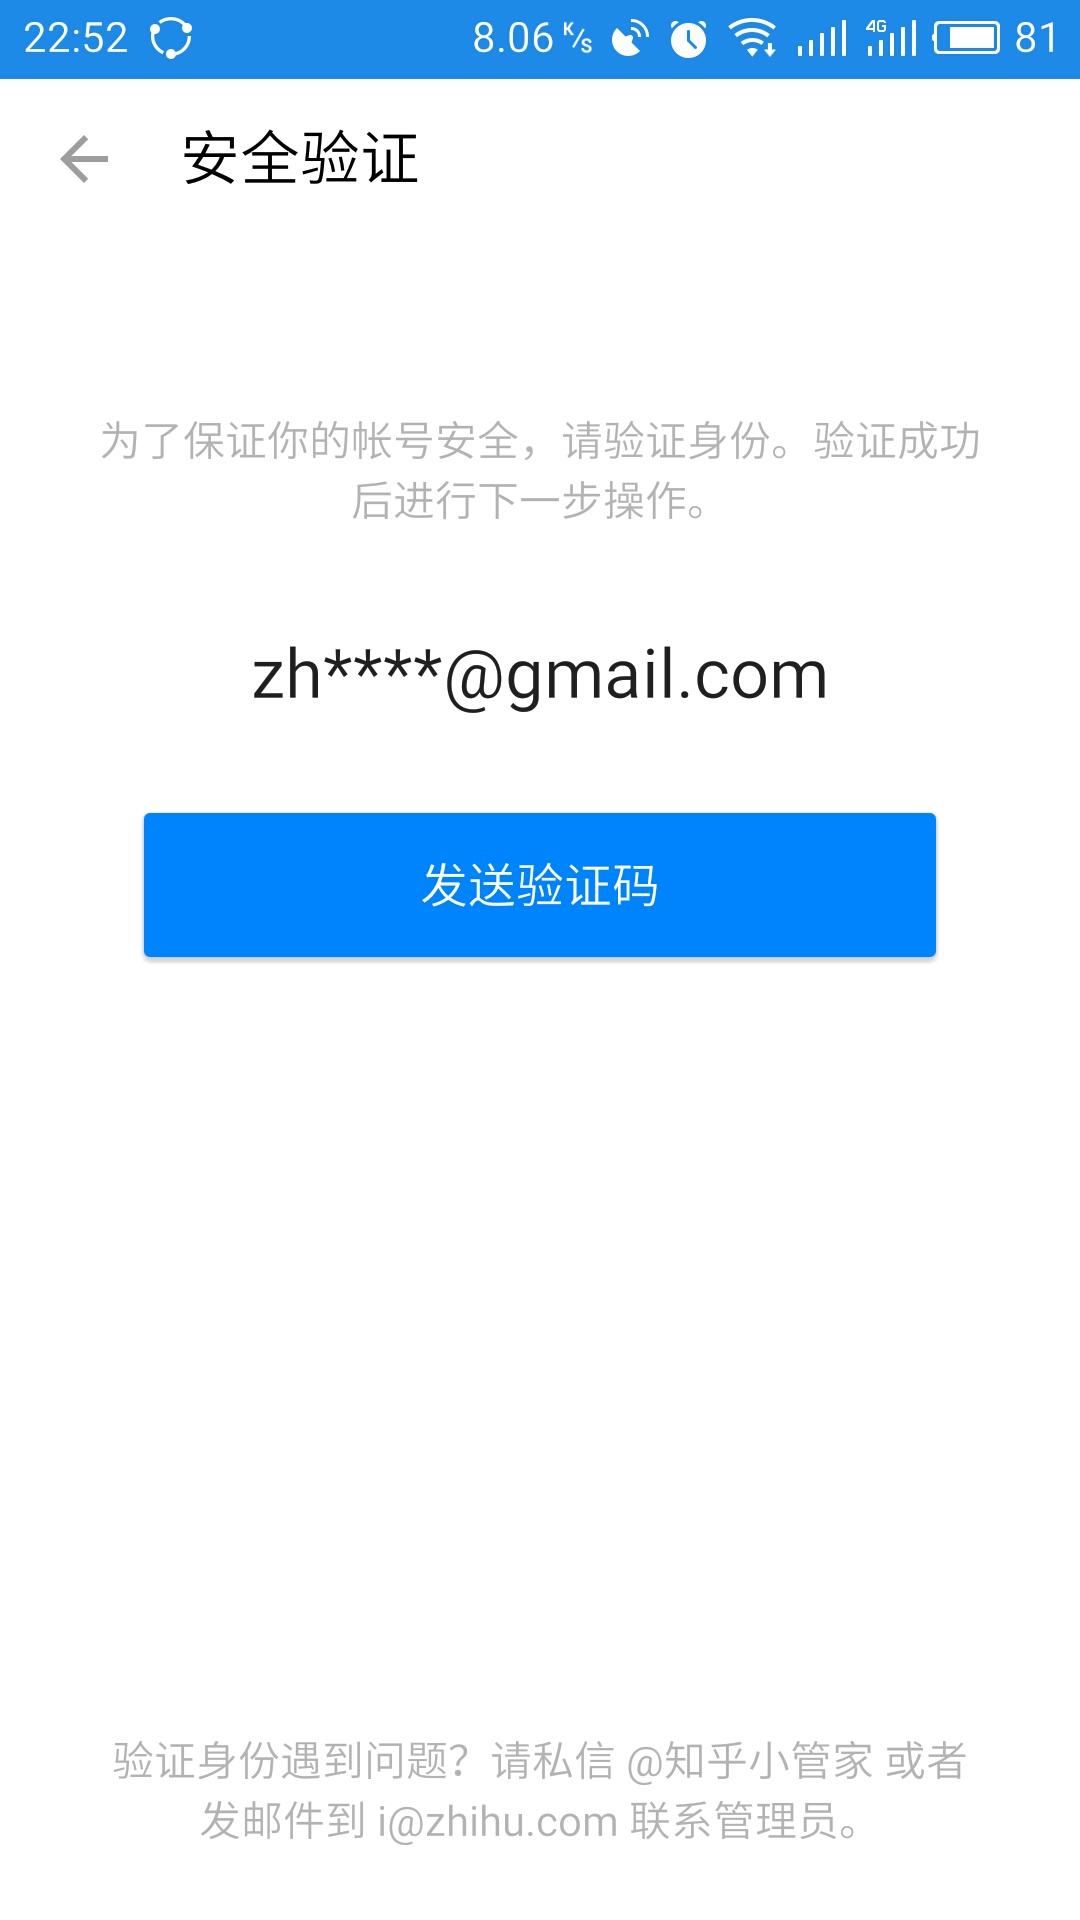 22:52 8.06 K/s 4G 81
安全验证
为了保证你的帐号安全，请验证身份。验证成功
后进行下一步操作。
zh****@gmail.com
发送验证码
验证身份遇到问题？请私信 @知乎小管家 或者
发邮件到 i@zhihu.com 联系管理员。